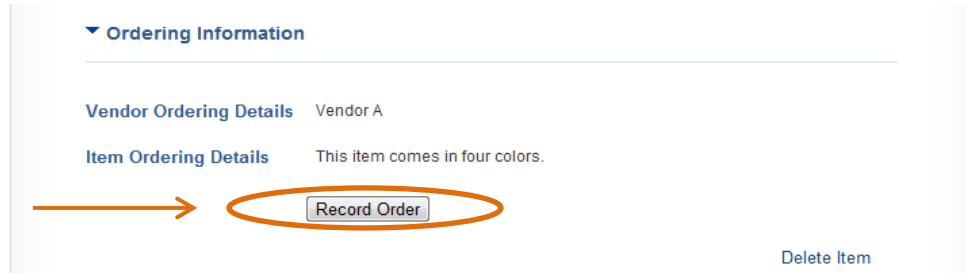 Ordering Information
Vendor Ordering Details Vendor A
Item Ordering Details This item comes in four colors.
Record Order
Delete Item